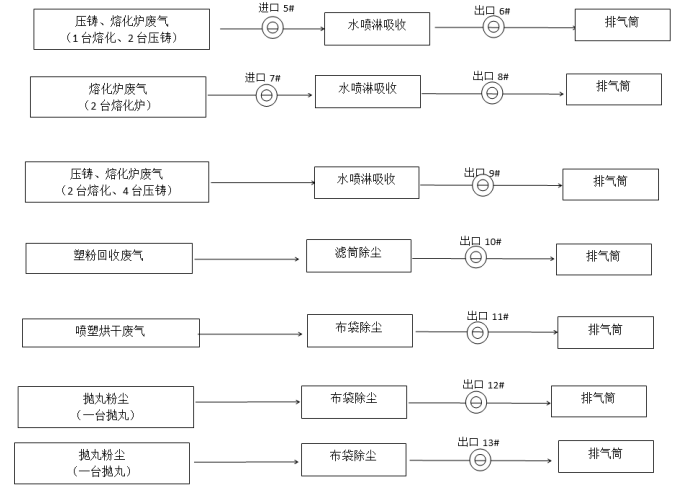 压铸、熔化炉废气
（1台熔化、2台压铸）
进口 5#
水喷淋吸收
出口 6#
排气筒
熔化炉废气
（2台熔化炉）
进口 7#
水喷淋吸收
出口 8#
排气筒
压铸、熔化炉废气
（2台熔化、4台压铸）
水喷淋吸收
出口 9#
排气筒
塑粉回收废气
滤筒除尘
出口 10#
排气筒
喷塑烘干废气
布袋除尘
出口 11#
排气筒
抛丸粉尘
（一台抛丸）
布袋除尘
出口 12#
排气筒
抛丸粉尘
（一台抛丸）
布袋除尘
出口 13#
排气筒